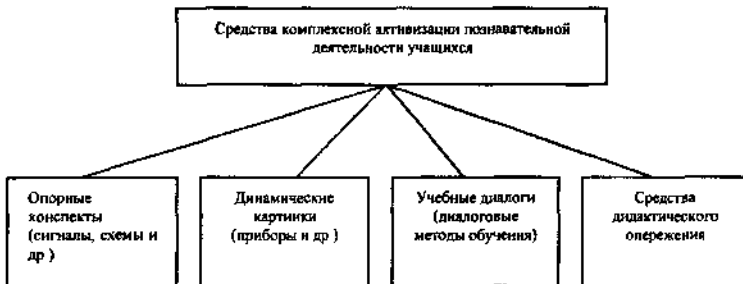 Средства комплексной активизации познавательной
деятельности учащихся
Опорные
конспекты
(сигналы, схемы и
др )
Динамические
картинки
(приборы и др )
Учебные диалоги
(диалоговые
методы обучения)
Средства
дидактического
опережения